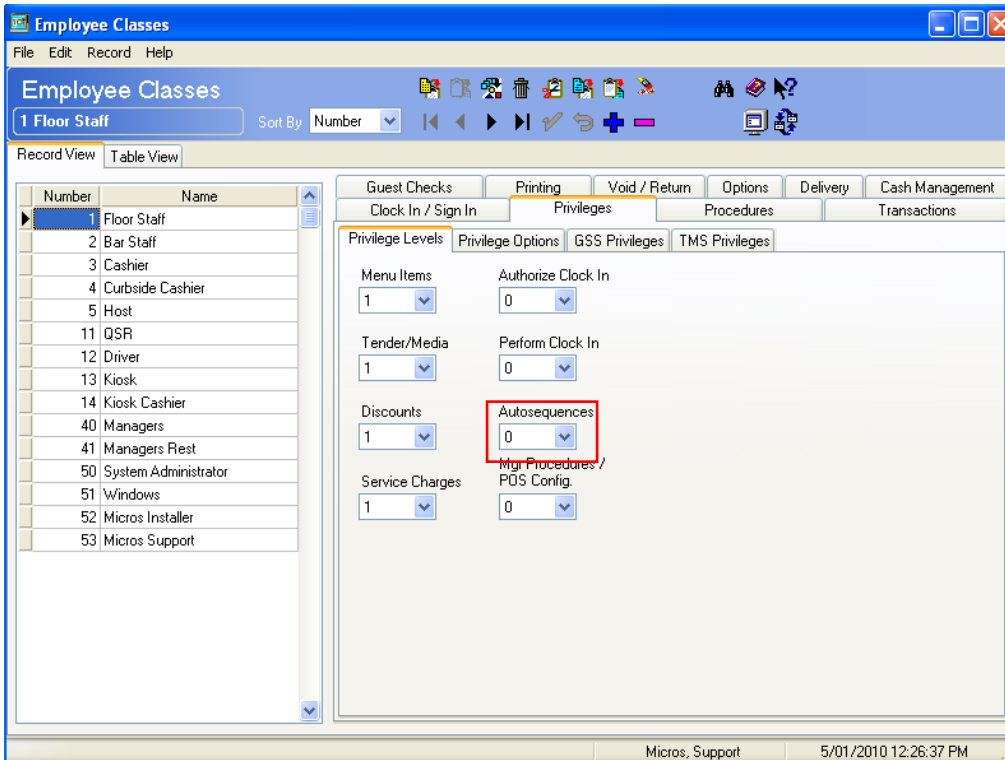 Employee Classes
File Edit Record Help
Employee Classes
1 Floor Staff
Sort By Number
Record View Table View
Number Name
1 Floor Staff
2 Bar Staff
3 Cashier
4 Curbside Cashier
5 Host
11 QSR
12 Driver
13 Kiosk
14 Kiosk Cashier
40 Managers
41 Managers Rest
50 System Administrator
51 Windows
52 Micros Installer
53 Micros Support
Guest Checks Printing Void / Return Options Delivery Cash Management
Clock In / Sign In Privileges Procedures Transactions
Privilege Levels Privilege Options GSS Privileges TMS Privileges
Menu Items Authorize Clock In
1 0
Tender/Media Perform Clock In
1 0
Discounts Autosequences
1 0
Mgr Procedures /
Service Charges POS Config.
1 0
Micros, Support 5/01/2010 12:26:37 PM